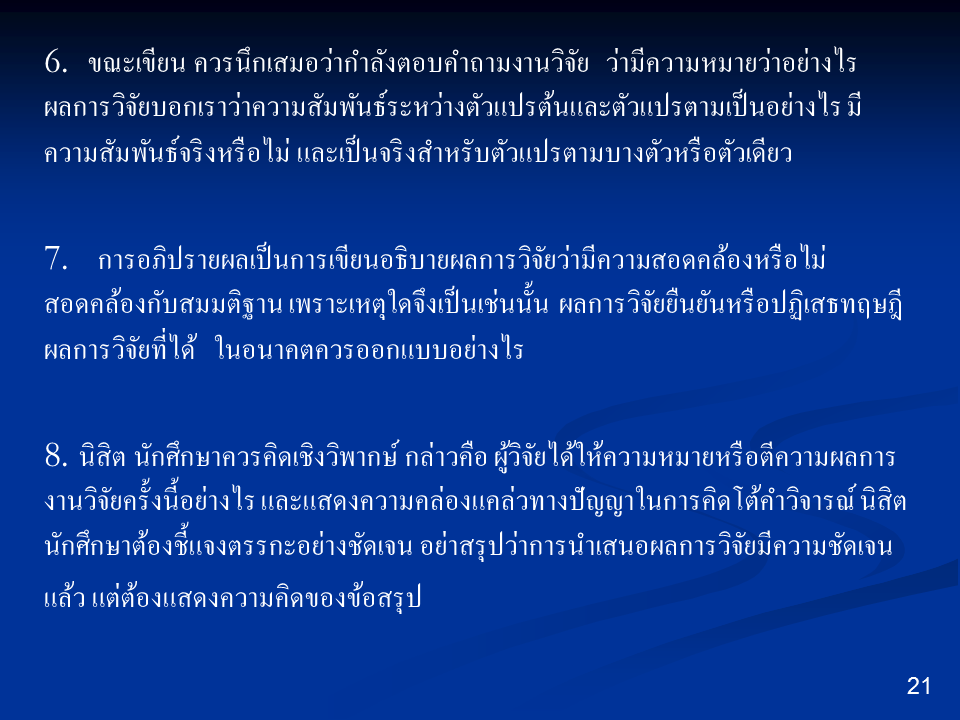 6. ขณะเขียน ควรนึกเสมอว่ากำลังตอบคำถามงานวิจัย ว่ามีความหมายว่าอย่างไร
ผลการวิจัยบอกเราว่าความสัมพันธ์ระหว่างตัวแปรต้นและตัวแปรตามเป็นอย่างไร มี
ความสัมพันธ์จริงหรือไม่ และเป็นจริงสำหรับตัวแปรตามบางตัวหรือตัวเดียว
7. การอภิปรายผลเป็นการเขียนอธิบายผลการวิจัยว่ามีความสอดคล้องหรือไม่
สอดคล้องกับสมมติฐาน เพราะเหตุใดจึงเป็นเช่นนั้น ผลการวิจัยยืนยันหรือปฏิเสธทฤษฎี
ผลการวิจัยที่ได้ ในอนาคตควรออกแบบอย่างไร
8. นิสิต นักศึกษาควรคิดเชิงวิพากษ์ กล่าวคือ ผู้วิจัยได้ให้ความหมายหรือตีความผลการ
งานวิจัยครั้งนี้อย่างไร และแสดงความคล่องแคล่วทางปัญญาในการคิดโต้คำวิจารณ์ นิสิต
นักศึกษาต้องชี้แจงตรรกะอย่างชัดเจน อย่าสรุปว่าการนำเสนอผลการวิจัยมีความชัดเจน
แล้ว แต่ต้องแสดงความคิดของข้อสรุป
21